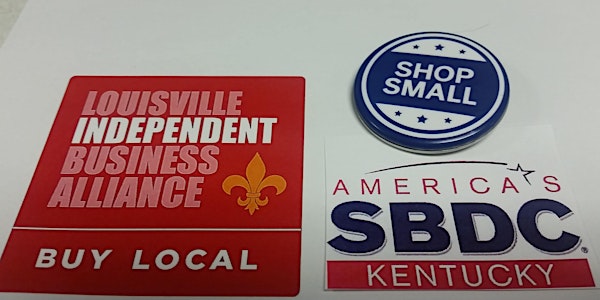 LOUISVILLE
INDEPENDENT
BUSINESS
ALLIANCE
BUY LOCAL
SHOP
SMALL
AMERICA'S
SBDC®
KENTUCKY